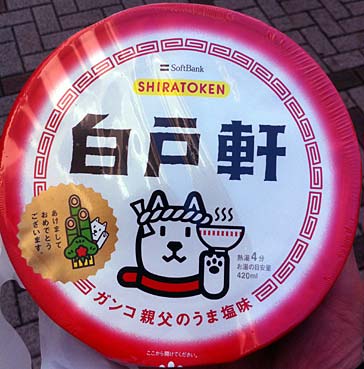 SoftBank
SHIRATOKEN
白戸軒
あけまして
おめでとう
ございます。
熱湯4分
お湯の目安量
420ml
ガンコ親父のうま塩味
ここから開けてください。